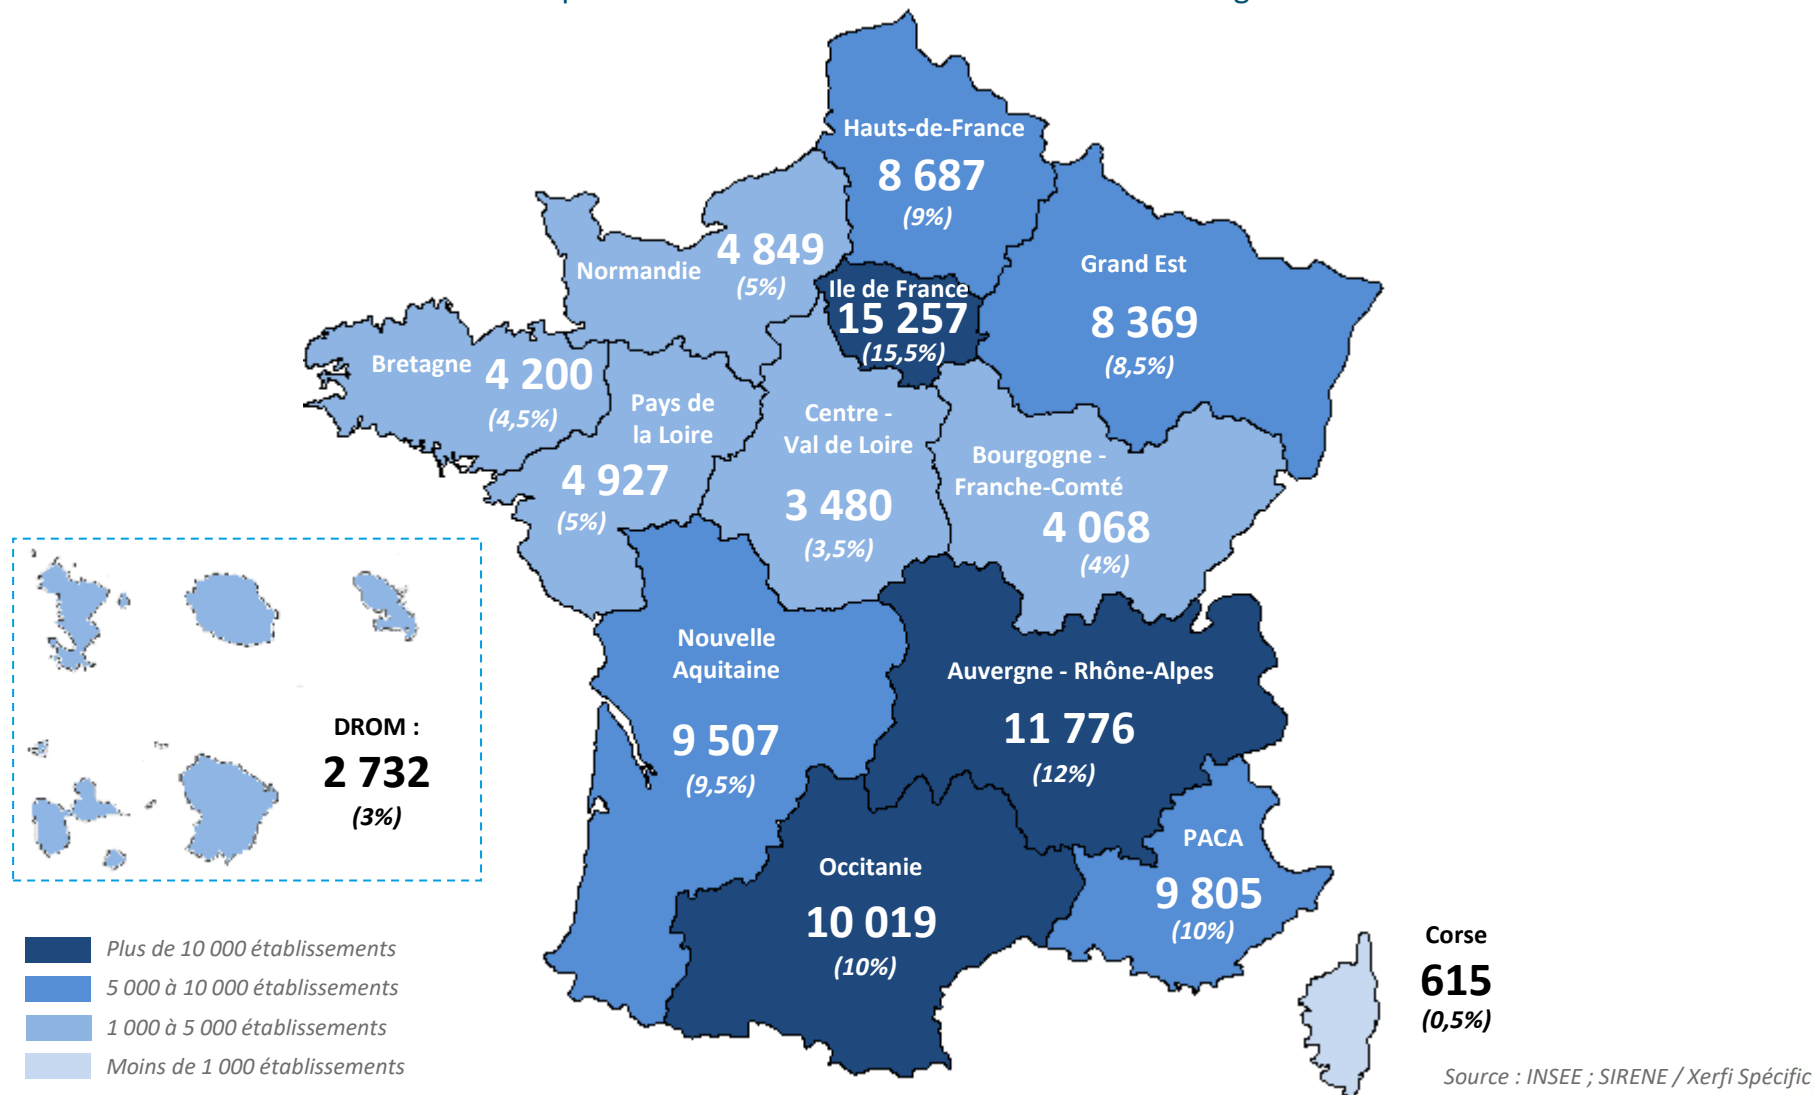 Hauts-de-France
8 687
(9%)
Normandie
4 849
(5%)
Ile de France
15 257
(15,5%)
Grand Est
8 369
(8,5%)
Bretagne
4 200
(4,5%)
Pays de
la Loire
4 927
(5%)
Centre -
Val de Loire
3 480
(3,5%)
Bourgogne -
Franche-Comté
4 068
(4%)
Nouvelle
Aquitaine
9 507
(9,5%)
Auvergne - Rhône-Alpes
11 776
(12%)
DROM :
2 732
(3%)
Occitanie
10 019
(10%)
PACA
9 805
(10%)
Corse
615
(0,5%)
Plus de 10 000 établissements
5 000 à 10 000 établissements
1 000 à 5 000 établissements
Moins de 1 000 établissements
Source : INSEE ; SIRENE / Xerfi Spécific